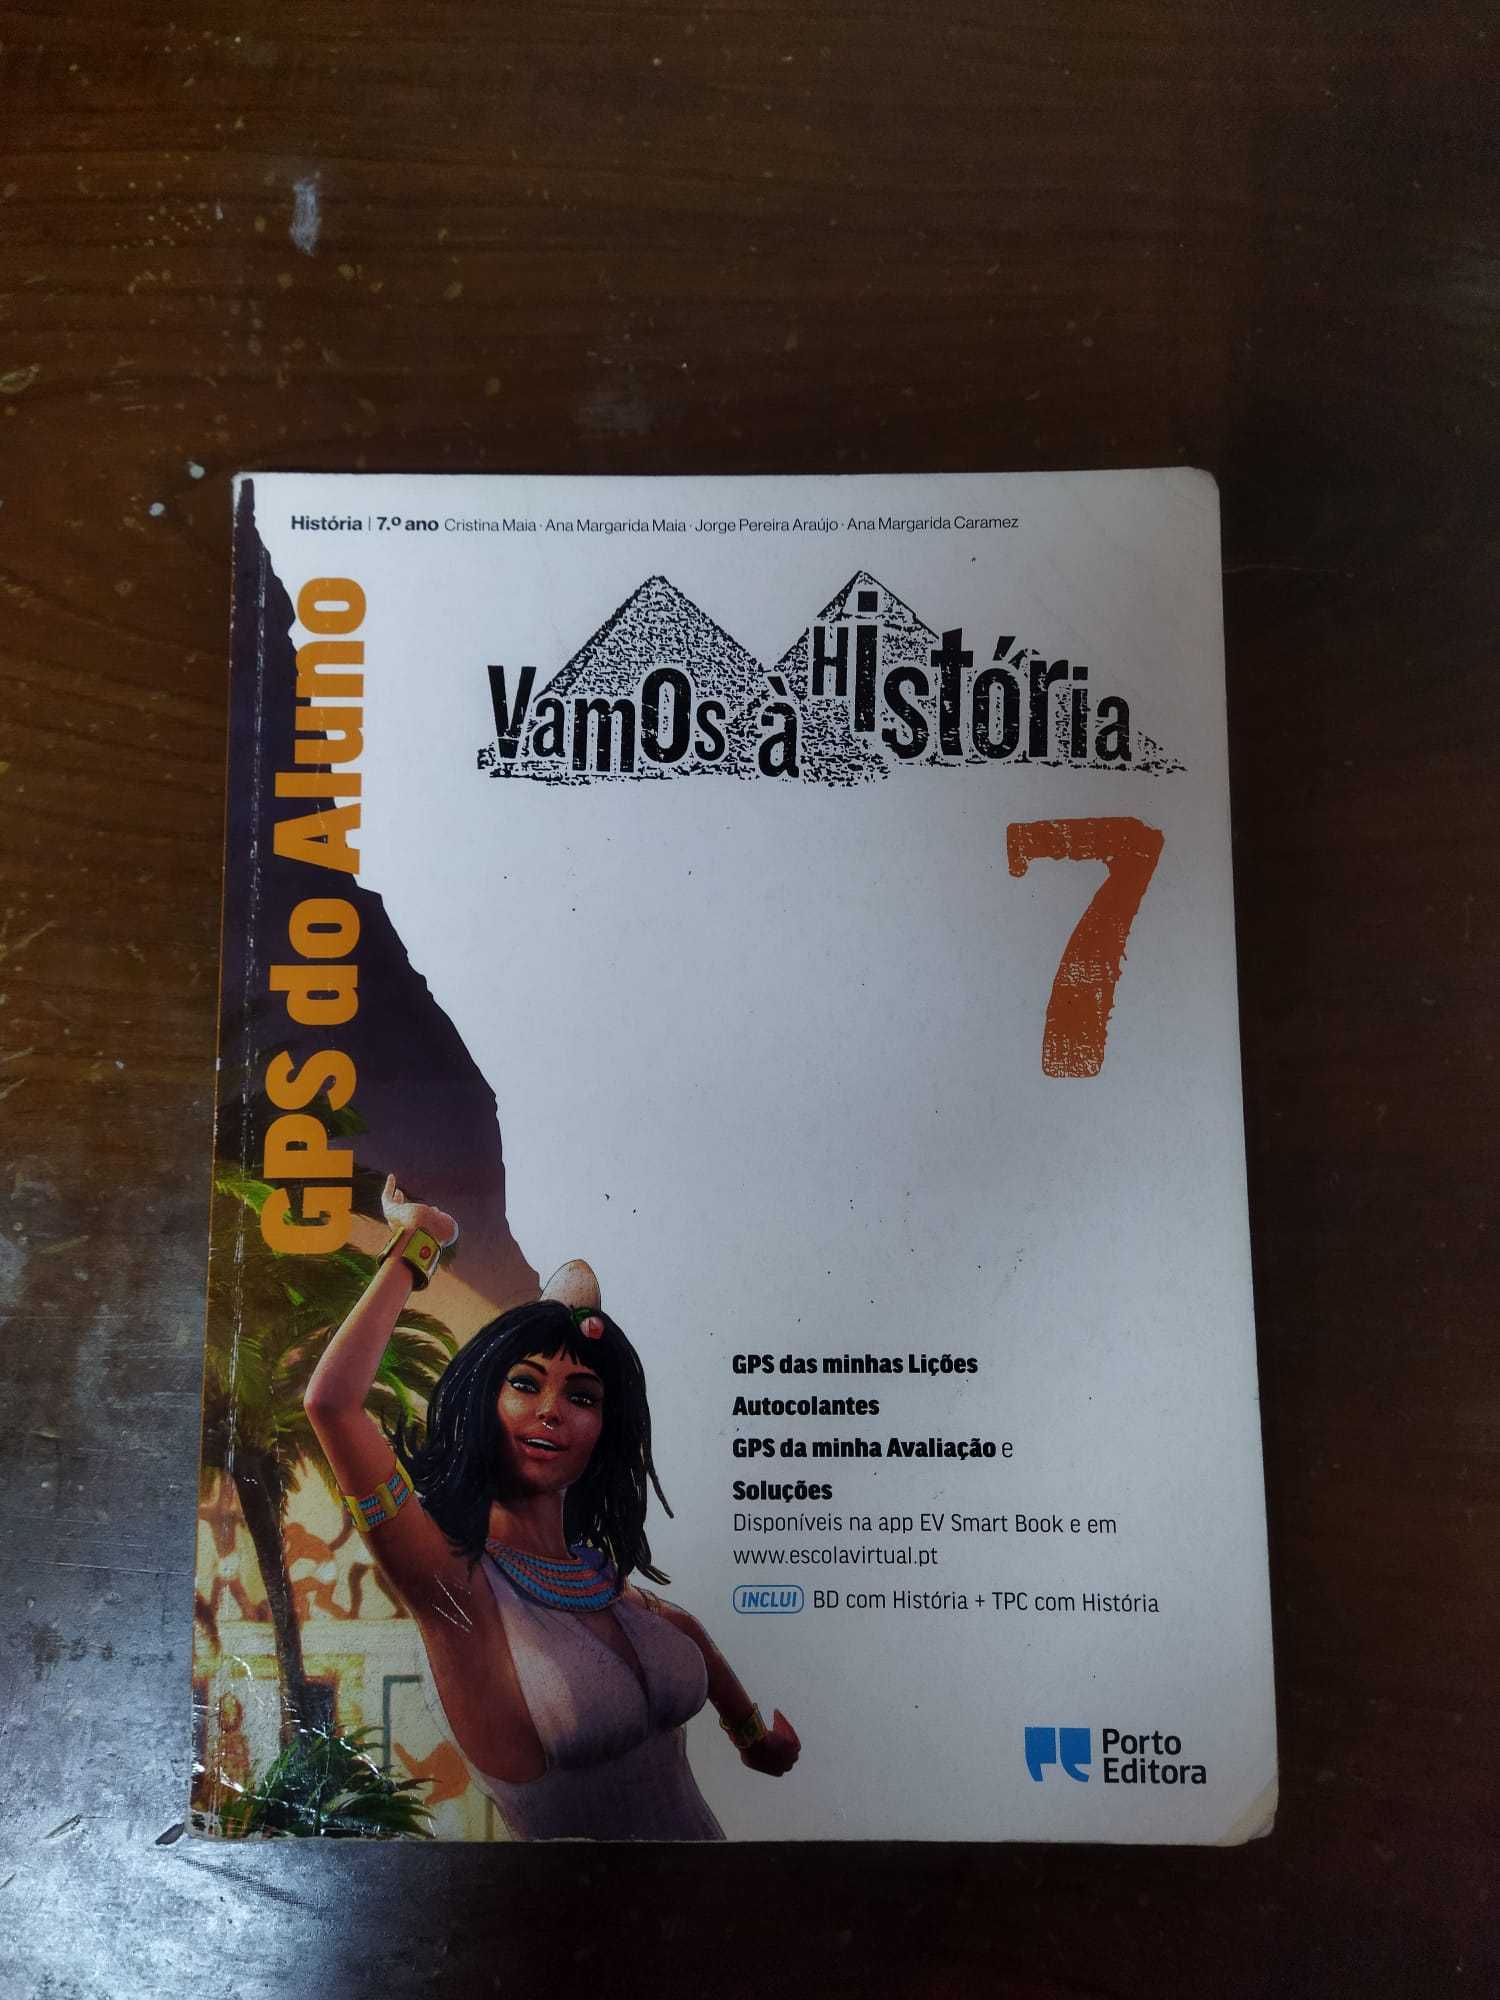 História | 7.º ano Cristina Maia · Ana Margarida Maia · Jorge Pereira Araújo · Ana Margarida Caramez
GPS do Aluno
Vamos à História
7
GPS das minhas Lições
Autocolantes
GPS da minha Avaliação e
Soluções
Disponíveis na app EV Smart Book e em
www.escolavirtual.pt
INCLUI BD com História + TPC com História
Porto
Editora